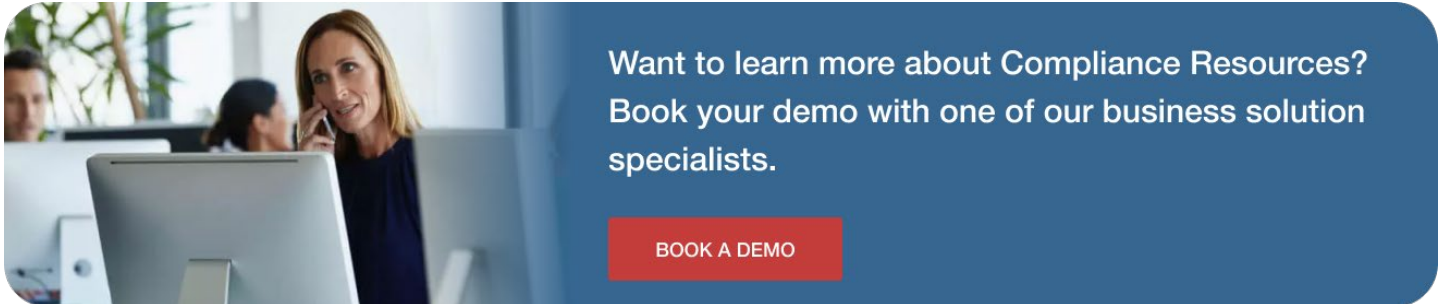 Want to learn more about Compliance Resources?
Book your demo with one of our business solution
specialists.
BOOK A DEMO